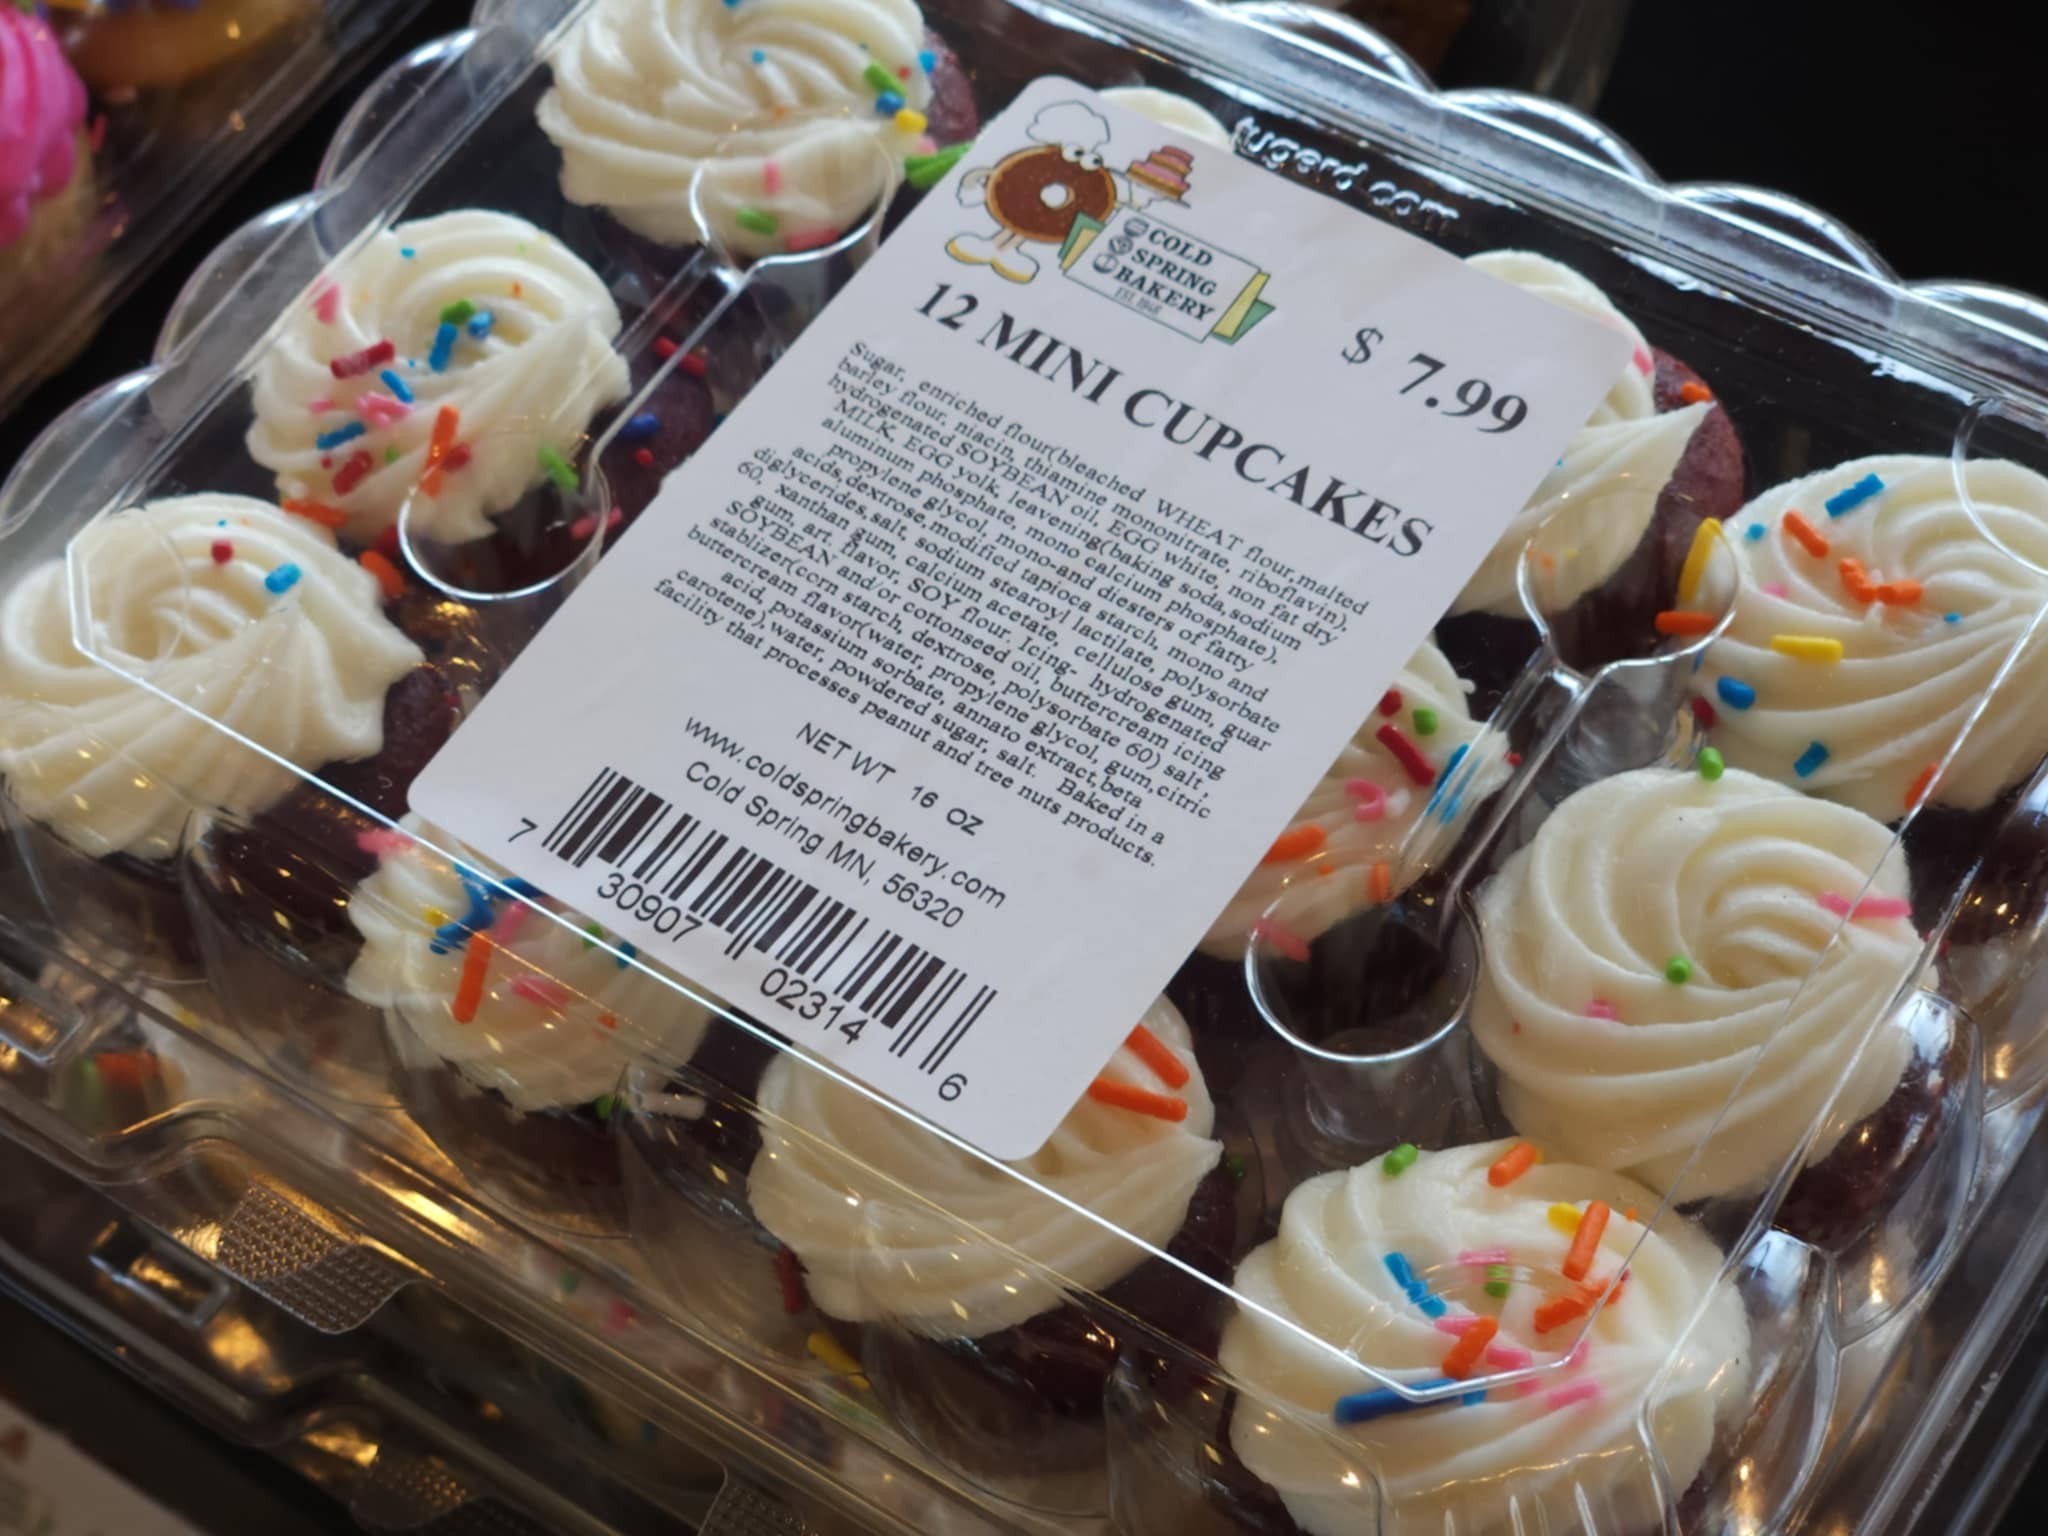 COLD
SPRING
BAKERY
EST. 1946
$ 7.99
12 MINI CUPCAKES
Sugar, enriched flour(bleached WHEAT flour,malted
barley flour, niacin, thiamine mononitrate, riboflavin),
hydrogenated SOYBEAN oil, EGG white, non fat dry
MILK, EGG yolk, leavening(baking soda,sodium
aluminum phosphate, mono calcium phosphate),
propylene glycol, mono-and diesters of fatty
acids,dextrose,modified tapioca starch, mono and
diglycerides,salt, sodium stearoyl lactilate, polysorbate
60, xanthan gum, calcium acetate, cellulose gum, guar
gum, art, flavor, SOY flour. Icing- hydrogenated
SOYBEAN and/or cottonseed oil, buttercream icing
stablizer(corn starch, dextrose, polysorbate 60) salt,
buttercream flavor(water, propylene glycol, gum,citric
acid, potassium sorbate, annato extract,beta
carotene),water, powdered sugar, salt. Baked in a
facility that processes peanut and tree nuts products.
NET WT 16 OZ
www.coldspringbakery.com
Cold Spring MN, 56320
7 30907 02314 6